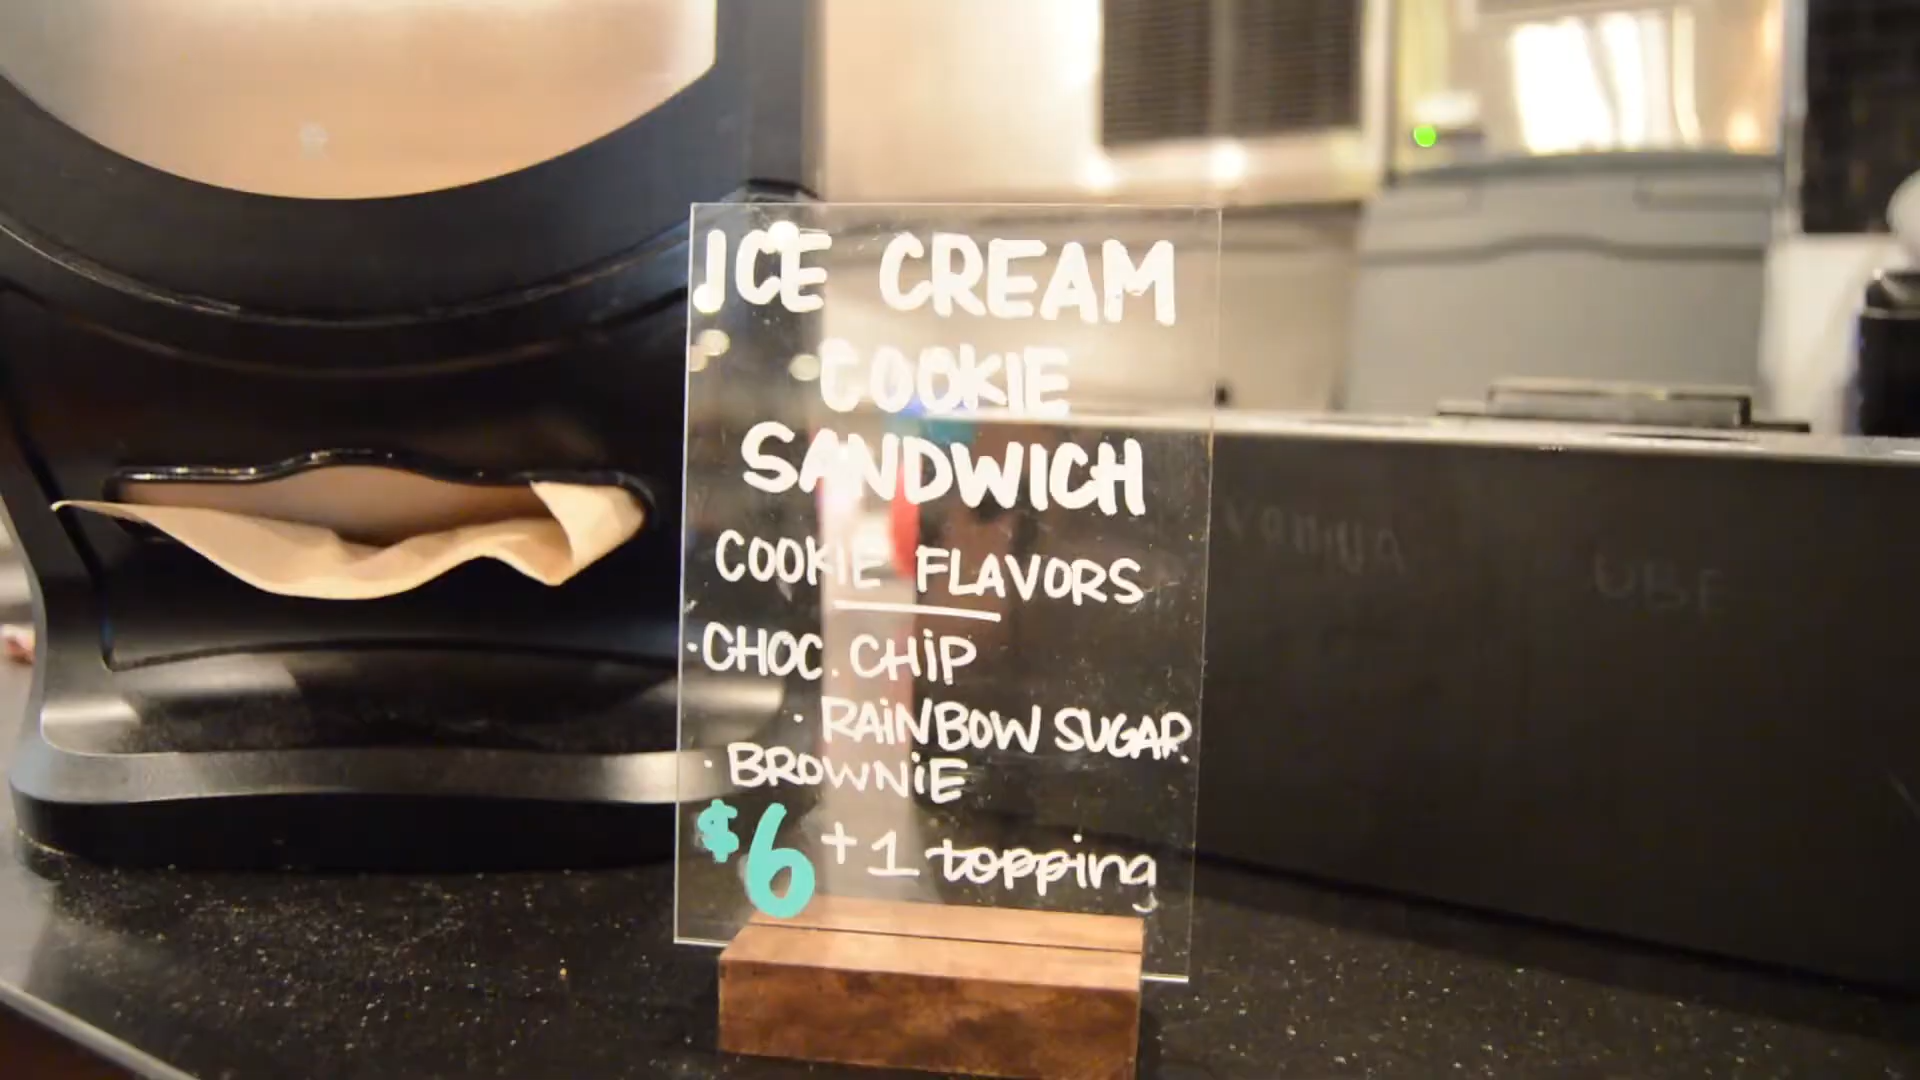 ICE CREAM
COOKIE
SANDWICH
COOKIE FLAVORS
·CHOC. CHiP
· RAiNBOW SUGAR
· BROWNiE
$6 +1 topping